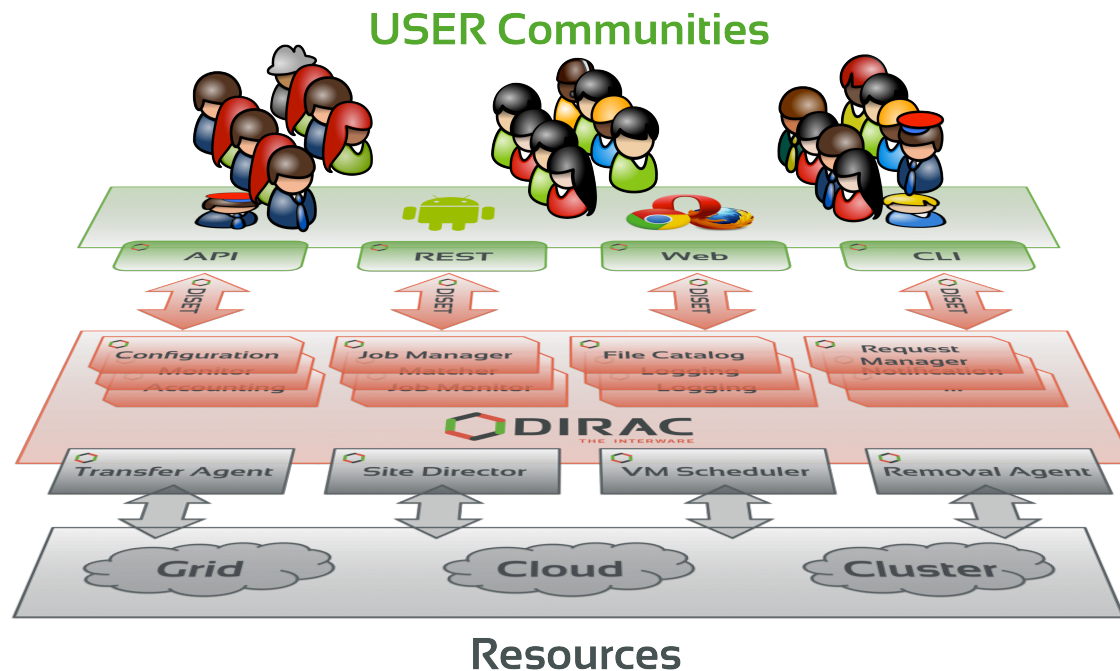 USER Communities
API
REST
Web
CLI
DISET
DISET
DISET
DISET
Configuration
Monitor
Accounting
Job Manager
Matcher
Job Monitor
File Catalog
Logging
Logging
Request
Manager
Notification
...
DIRAC
THE INTERWARE
Transfer Agent
Site Director
VM Scheduler
Removal Agent
Grid
Cloud
Cluster
Resources